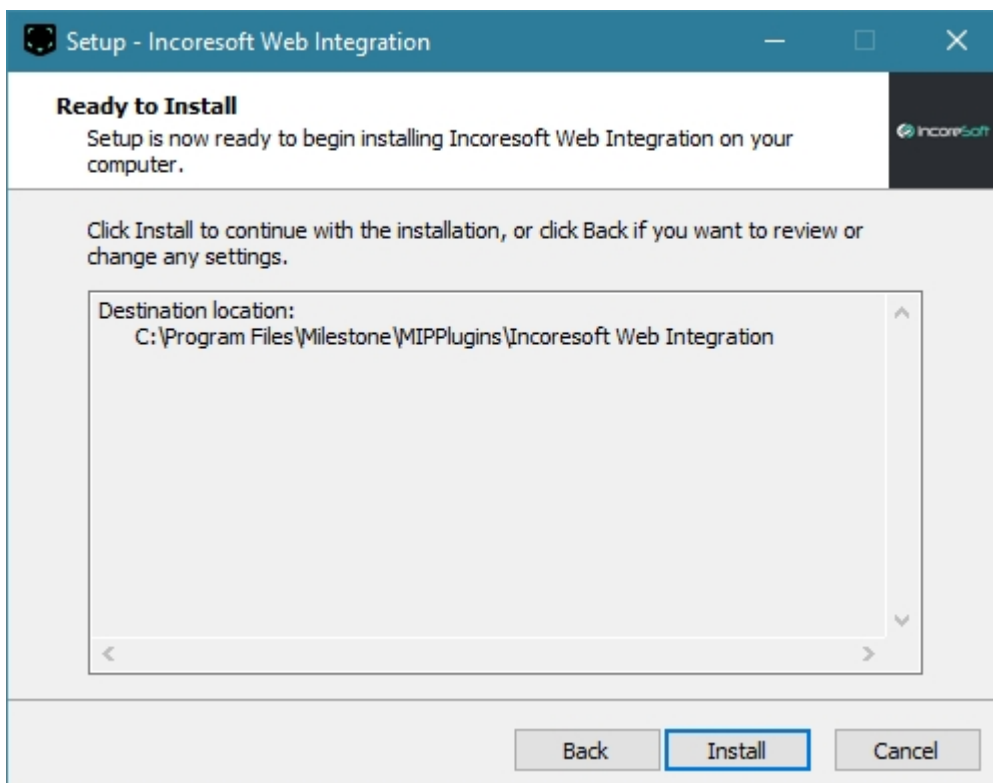 Setup - Incoresoft Web Integration
Ready to Install
Setup is now ready to begin installing Incoresoft Web Integration on your
computer.
IncoreSoft
Click Install to continue with the installation, or click Back if you want to review or
change any settings.
Destination location:
C:\Program Files\Milestone\MIPPlugins\Incoresoft Web Integration
Back
Install
Cancel